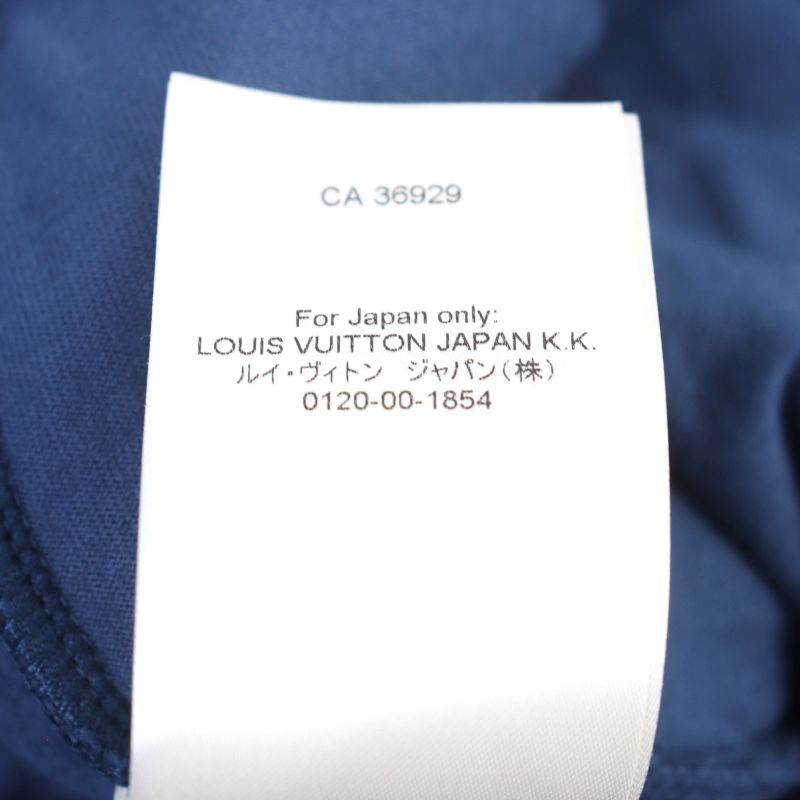 CA 36929
For Japan only:
LOUIS VUITTON JAPAN K.K.
ルイ・ヴィトン　ジャパン(株)
0120-00-1854